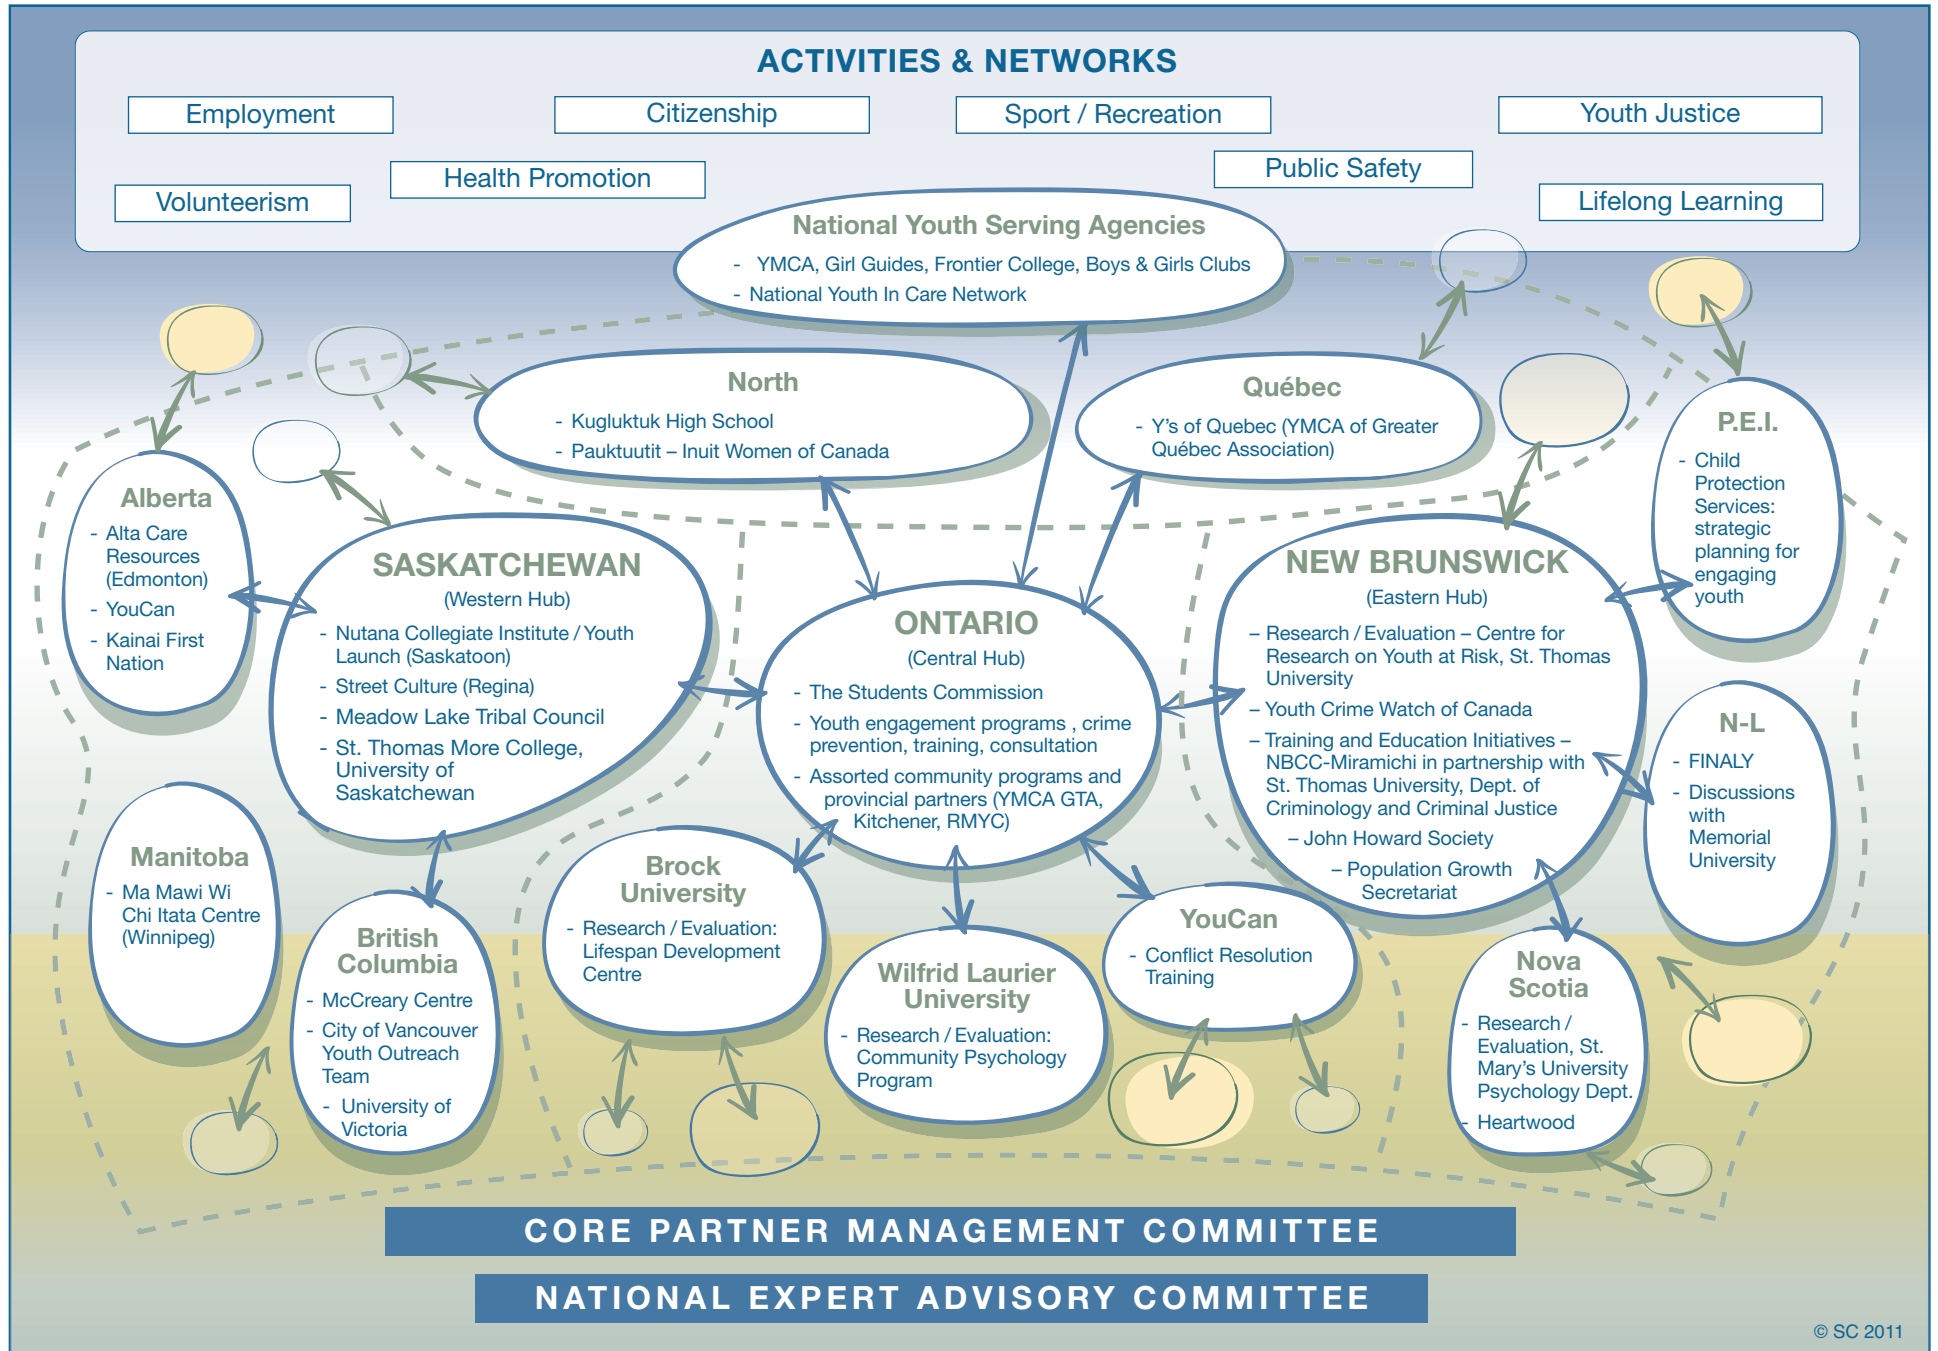 ACTIVITIES & NETWORKS
Employment
Citizenship
Sport / Recreation
Youth Justice
Volunteerism
Health Promotion
Public Safety
Lifelong Learning
National Youth Serving Agencies
- YMCA, Girl Guides, Frontier College, Boys & Girls Clubs
- National Youth In Care Network
North
- Kugluktuk High School
- Pauktuutit – Inuit Women of Canada
Québec
- Y's of Quebec (YMCA of Greater
Québec Association)
P.E.I.
- Child
Protection
Services:
strategic
planning for
engaging
youth
Alberta
- Alta Care
Resources
(Edmonton)
- YouCan
- Kainai First
Nation
SASKATCHEWAN
(Western Hub)
- Nutana Collegiate Institute / Youth
Launch (Saskatoon)
- Street Culture (Regina)
- Meadow Lake Tribal Council
- St. Thomas More College,
University of
Saskatchewan
ONTARIO
(Central Hub)
- The Students Commission
- Youth engagement programs , crime
prevention, training, consultation
- Assorted community programs and
provincial partners (YMCA GTA,
Kitchener, RMYC)
NEW BRUNSWICK
(Eastern Hub)
– Research / Evaluation – Centre for
Research on Youth at Risk, St. Thomas
University
– Youth Crime Watch of Canada
– Training and Education Initiatives –
NBCC-Miramichi in partnership with
St. Thomas University, Dept. of
Criminology and Criminal Justice
– John Howard Society
– Population Growth
Secretariat
N-L
- FINALY
- Discussions
with
Memorial
University
Manitoba
- Ma Mawi Wi
Chi Itata Centre
(Winnipeg)
British
Columbia
- McCreary Centre
- City of Vancouver
Youth Outreach
Team
- University of
Victoria
Brock
University
- Research / Evaluation:
Lifespan Development
Centre
Wilfrid Laurier
University
- Research / Evaluation:
Community Psychology
Program
YouCan
- Conflict Resolution
Training
Nova
Scotia
- Research /
Evaluation, St.
Mary's University
Psychology Dept.
- Heartwood
CORE PARTNER MANAGEMENT COMMITTEE
NATIONAL EXPERT ADVISORY COMMITTEE
© SC 2011